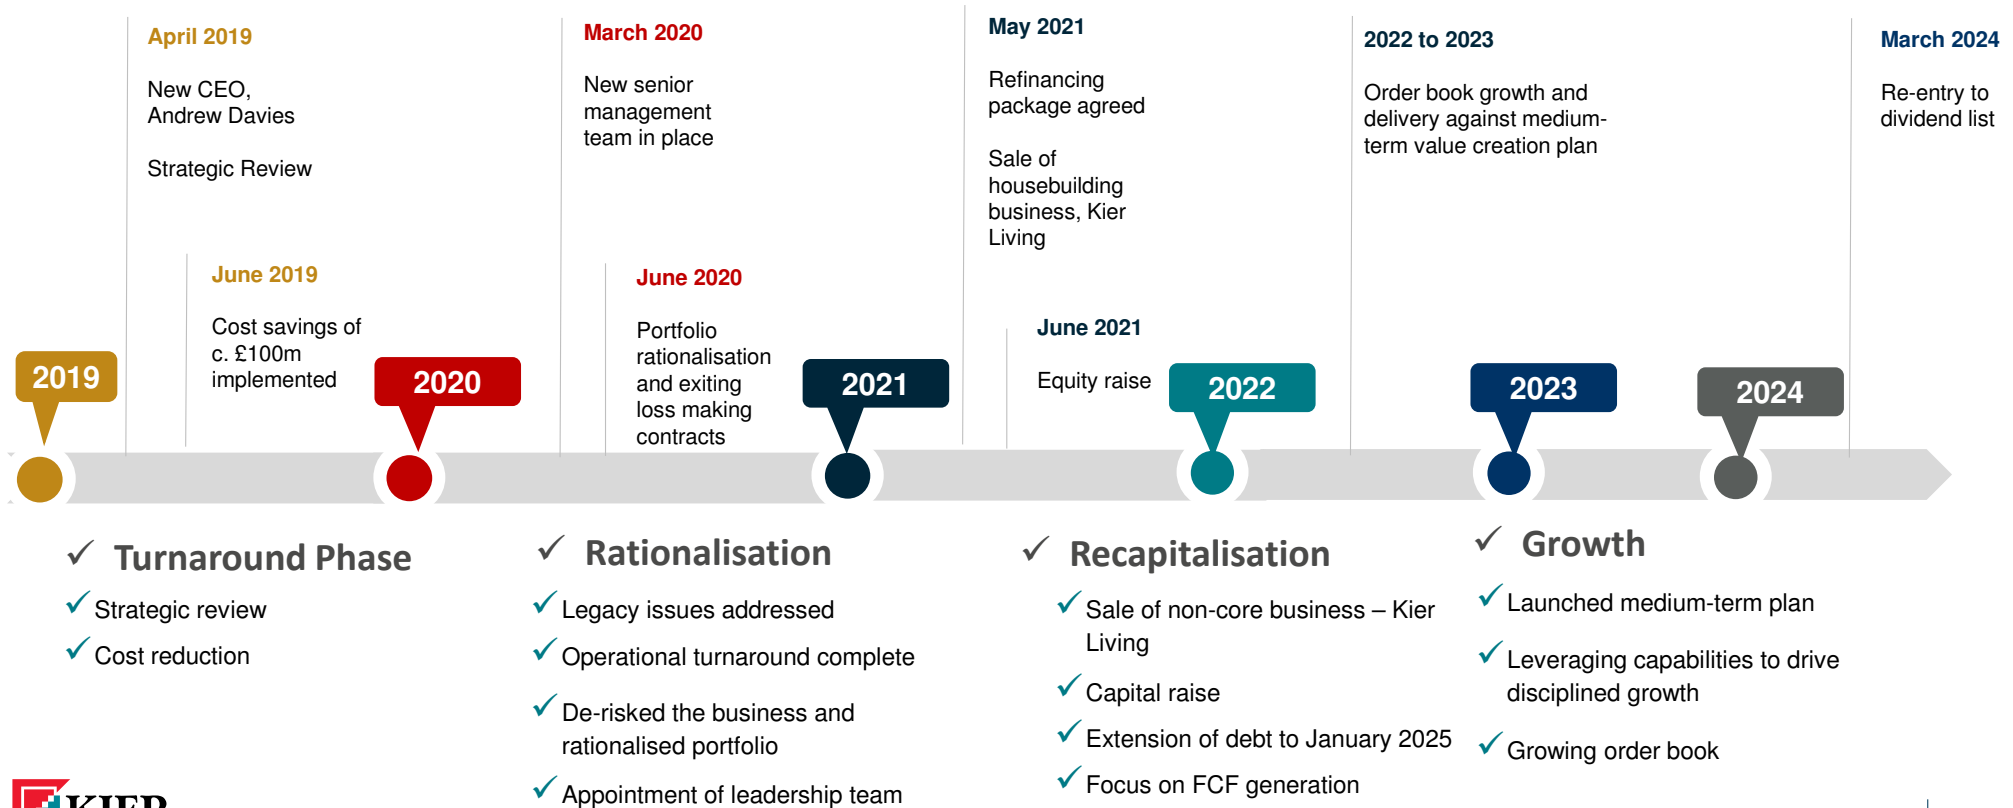 April 2019
New CEO,
Andrew Davies
Strategic Review
June 2019
Cost savings of
c. £100m
implemented
March 2020
New senior
management
team in place
June 2020
Portfolio
rationalisation
and exiting
loss making
contracts
May 2021
Refinancing
package agreed
Sale of
housebuilding
business, Kier
Living
June 2021
Equity raise
2022 to 2023
Order book growth and
delivery against medium-
term value creation plan
March 2024
Re-entry to
dividend list
2019
2020
2021
2022
2023
2024
Turnaround Phase
Strategic review
Cost reduction
Rationalisation
Legacy issues addressed
Operational turnaround complete
De-risked the business and
rationalised portfolio
Appointment of leadership team
Recapitalisation
Sale of non-core business – Kier
Living
Capital raise
Extension of debt to January 2025
Focus on FCF generation
Growth
Launched medium-term plan
Leveraging capabilities to drive
disciplined growth
Growing order book
KIER